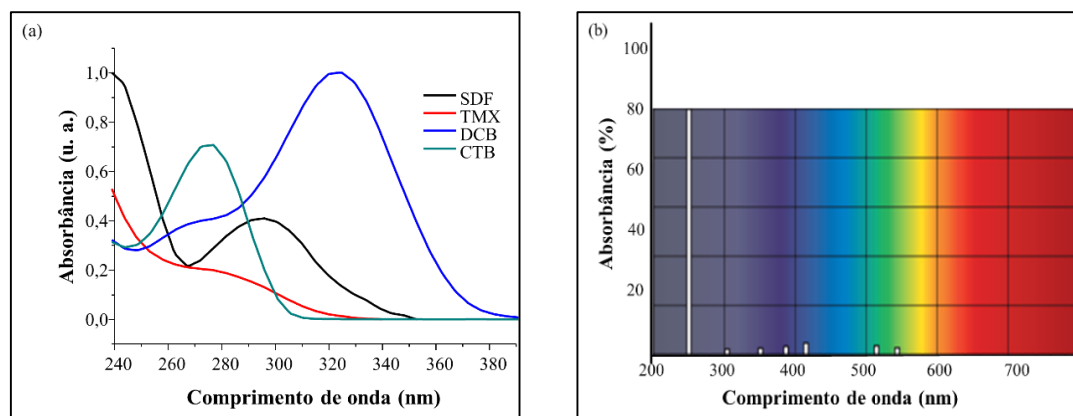 (a)
Absorbância (u. a.)
1,0
0,8
0,6
0,4
0,2
0,0
SDF
TMX
DCB
CTB
240 260 280 300 320 340 360 380
Comprimento de onda (nm)
(b)
Absorbância (%)
100
80
60
40
20
200 300 400 500 600 700
Comprimento de onda (nm)